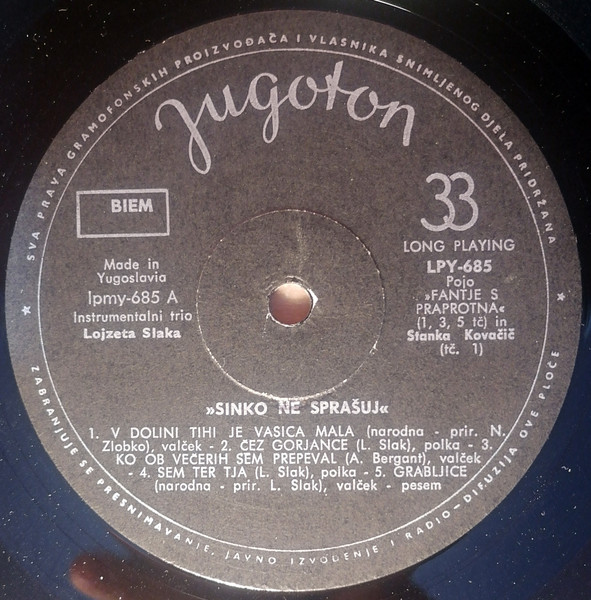 SVA PRAVA GRAMOFONSKIH PROIZVOĐAČA I VLASNIKA SNIMLJENOG DJELA PRIDRŽANA
jugoton
BIEM
33
LONG PLAYING
Made in
Yugoslavia
lpmy-685 A
Instrumentalni trio
Lojzeta Slaka
LPY-685
Pojo
»FANTJE S
PRAPROTNA«
(1, 3, 5 tč) in
Stanka Kovačič
(tč. 1)
»SINKO NE SPRAŠUJ«
1. V DOLINI TIHI JE VASICA MALA (narodna - prir. N.
Zlobko), valček - 2. ČEZ GORJANCE (L. Slak), polka - 3.
KO OB VEČERIH SEM PREPEVAL (A. Bergant), valček
- 4. SEM TER TJA (L. Slak), polka - 5. GRABLJICE
(narodna - prir. L. Slak), valček - pesem
ZABRANJUJE SE PRESNIMAVANJE, JAVNO IZVOĐENJE I RADIO-DIFUZIJA OVE PLOČE